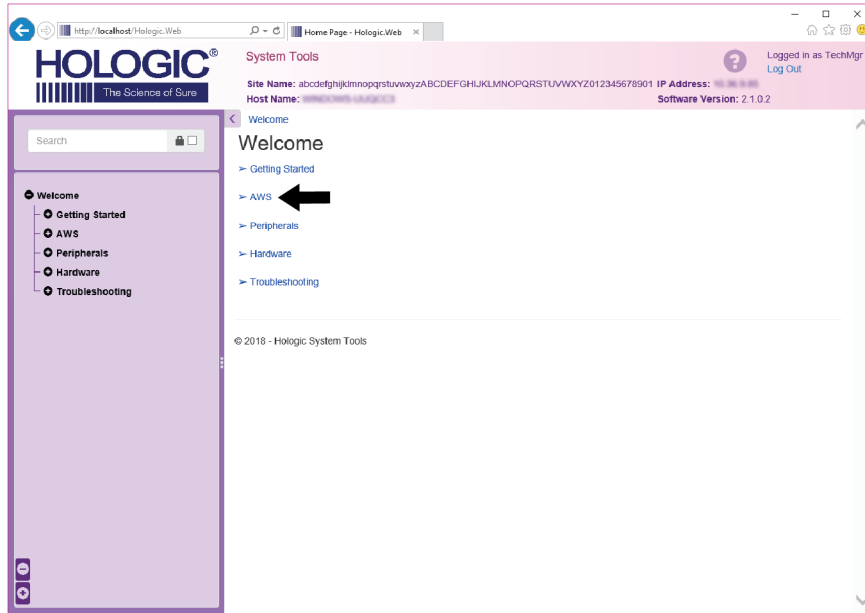 http://localhost/Hologic.Web
Home Page - Hologic.Web
HOLOGIC®
The Science of Sure
System Tools
Logged in as TechMgr
Log Out
Site Name: abcdefghijklmnopqrstuvwxyzABCDEFGHIJKLMNOPQRSTUVWXYZ012345678901 IP Address:
Host Name:
Software Version: 2.1.0.2
Search
Welcome
Getting Started
AWS
Peripherals
Hardware
Troubleshooting
Welcome
Welcome
➢ Getting Started
➢ AWS
➢ Peripherals
➢ Hardware
➢ Troubleshooting
© 2018 - Hologic System Tools